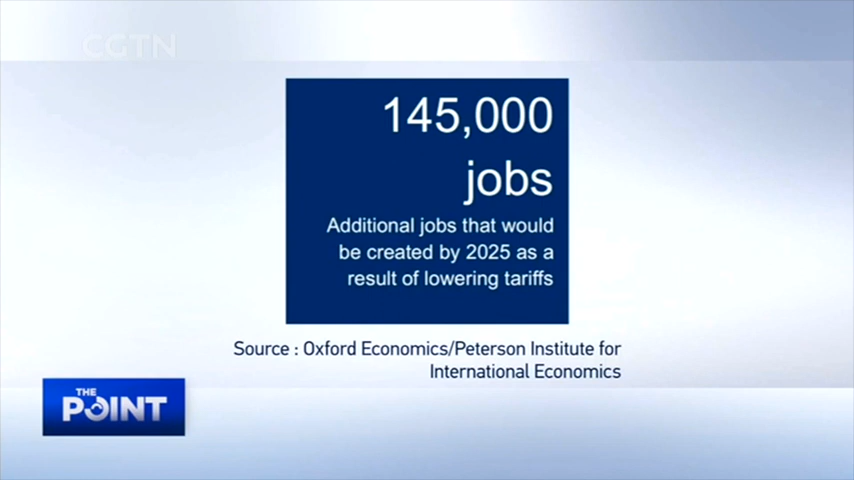 CGTN
145,000
jobs
Additional jobs that would
be created by 2025 as a
result of lowering tariffs
Source : Oxford Economics/Peterson Institute for
International Economics
THE
POINT